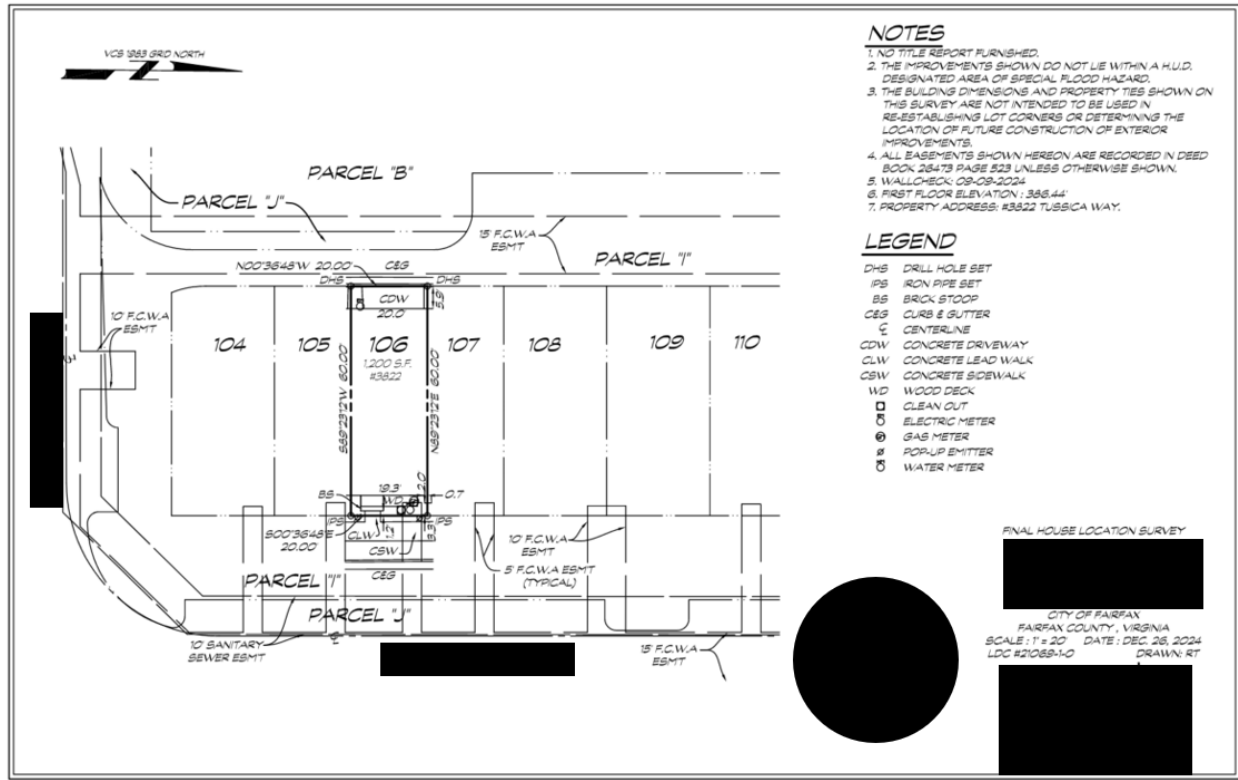 VCS 1983 GRID NORTH
NOTES
1. NO TITLE REPORT FURNISHED.
2. THE IMPROVEMENTS SHOWN DO NOT LIE WITHIN A H.U.D.
DESIGNATED AREA OF SPECIAL FLOOD HAZARD.
3. THE BUILDING DIMENSIONS AND PROPERTY TIES SHOWN ON
THIS SURVEY ARE NOT INTENDED TO BE USED IN
RE-ESTABLISHING LOT CORNERS OR DETERMINING THE
LOCATION OF FUTURE CONSTRUCTION OF EXTERIOR
IMPROVEMENTS.
4. ALL EASEMENTS SHOWN HEREON ARE RECORDED IN DEED
BOOK 26473 PAGE 523 UNLESS OTHERWISE SHOWN.
5. WALLCHECK: 09-09-2024
6. FIRST FLOOR ELEVATION : 386.44'
7. PROPERTY ADDRESS: #3822 TUSSICA WAY.
LEGEND
DHS DRILL HOLE SET
IPS IRON PIPE SET
BS BRICK STOOP
C&G CURB & GUTTER
℄ CENTERLINE
CDW CONCRETE DRIVEWAY
CLW CONCRETE LEAD WALK
CSW CONCRETE SIDEWALK
WD WOOD DECK
CLEAN OUT
ELECTRIC METER
GAS METER
POP-UP EMITTER
WATER METER
PARCEL "B"
PARCEL "J"
15' F.C.W.A
ESMT
PARCEL "I"
N00°36'48"W 20.00'
C&G
DHS
DHS
CDW
20.0'
5.9'
10' F.C.W.A
ESMT
104
105
106
107
108
109
110
1,200 S.F.
#3822
S89°23'12"W 60.00'
N89°23'12"E 60.00'
19.3'
BS
WD
2.0'
0.7'
IPS
IPS
S00°36'48"E
20.00'
CLW
CSW
10' F.C.W.A
ESMT
5' F.C.W.A ESMT
(TYPICAL)
C&G
PARCEL "I"
PARCEL "J"
℄
10' SANITARY
SEWER ESMT
15' F.C.W.A
ESMT
FINAL HOUSE LOCATION SURVEY
CITY OF FAIRFAX
FAIRFAX COUNTY , VIRGINIA
SCALE : 1" = 20' DATE : DEC. 26, 2024
LDC #21069-1-0 DRAWN: RT